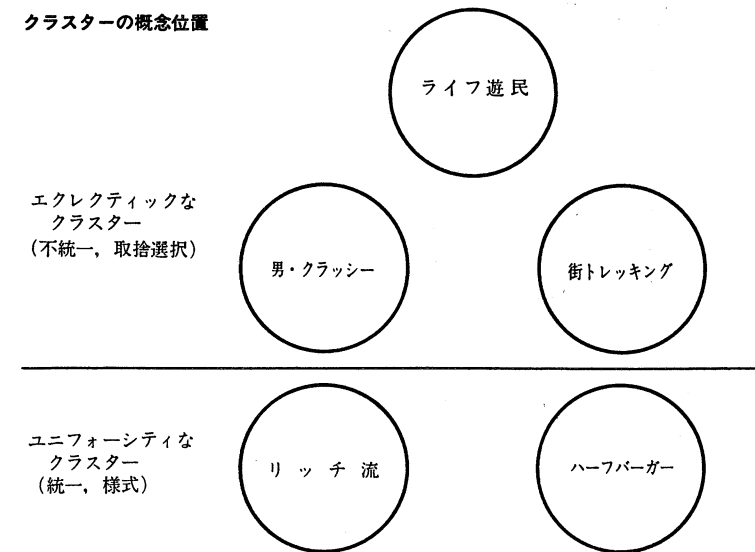 クラスターの概念位置
ライフ遊民
エクレクティックな
クラスター
(不統一，取捨選択)
男・クラッシー
街トレッキング
ユニフォーシティな
クラスター
(統一，様式)
リッチ流
ハーフバーガー